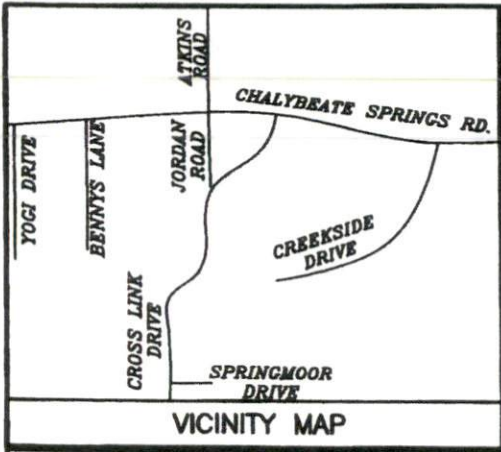 ATKINS
ROAD
CHALYBEATE SPRINGS RD.
YOGI DRIVE
BENNYS LANE
JORDAN
ROAD
CREEKSIDE
DRIVE
CROSS LINK
DRIVE
SPRINGMOOR
DRIVE
VICINITY MAP